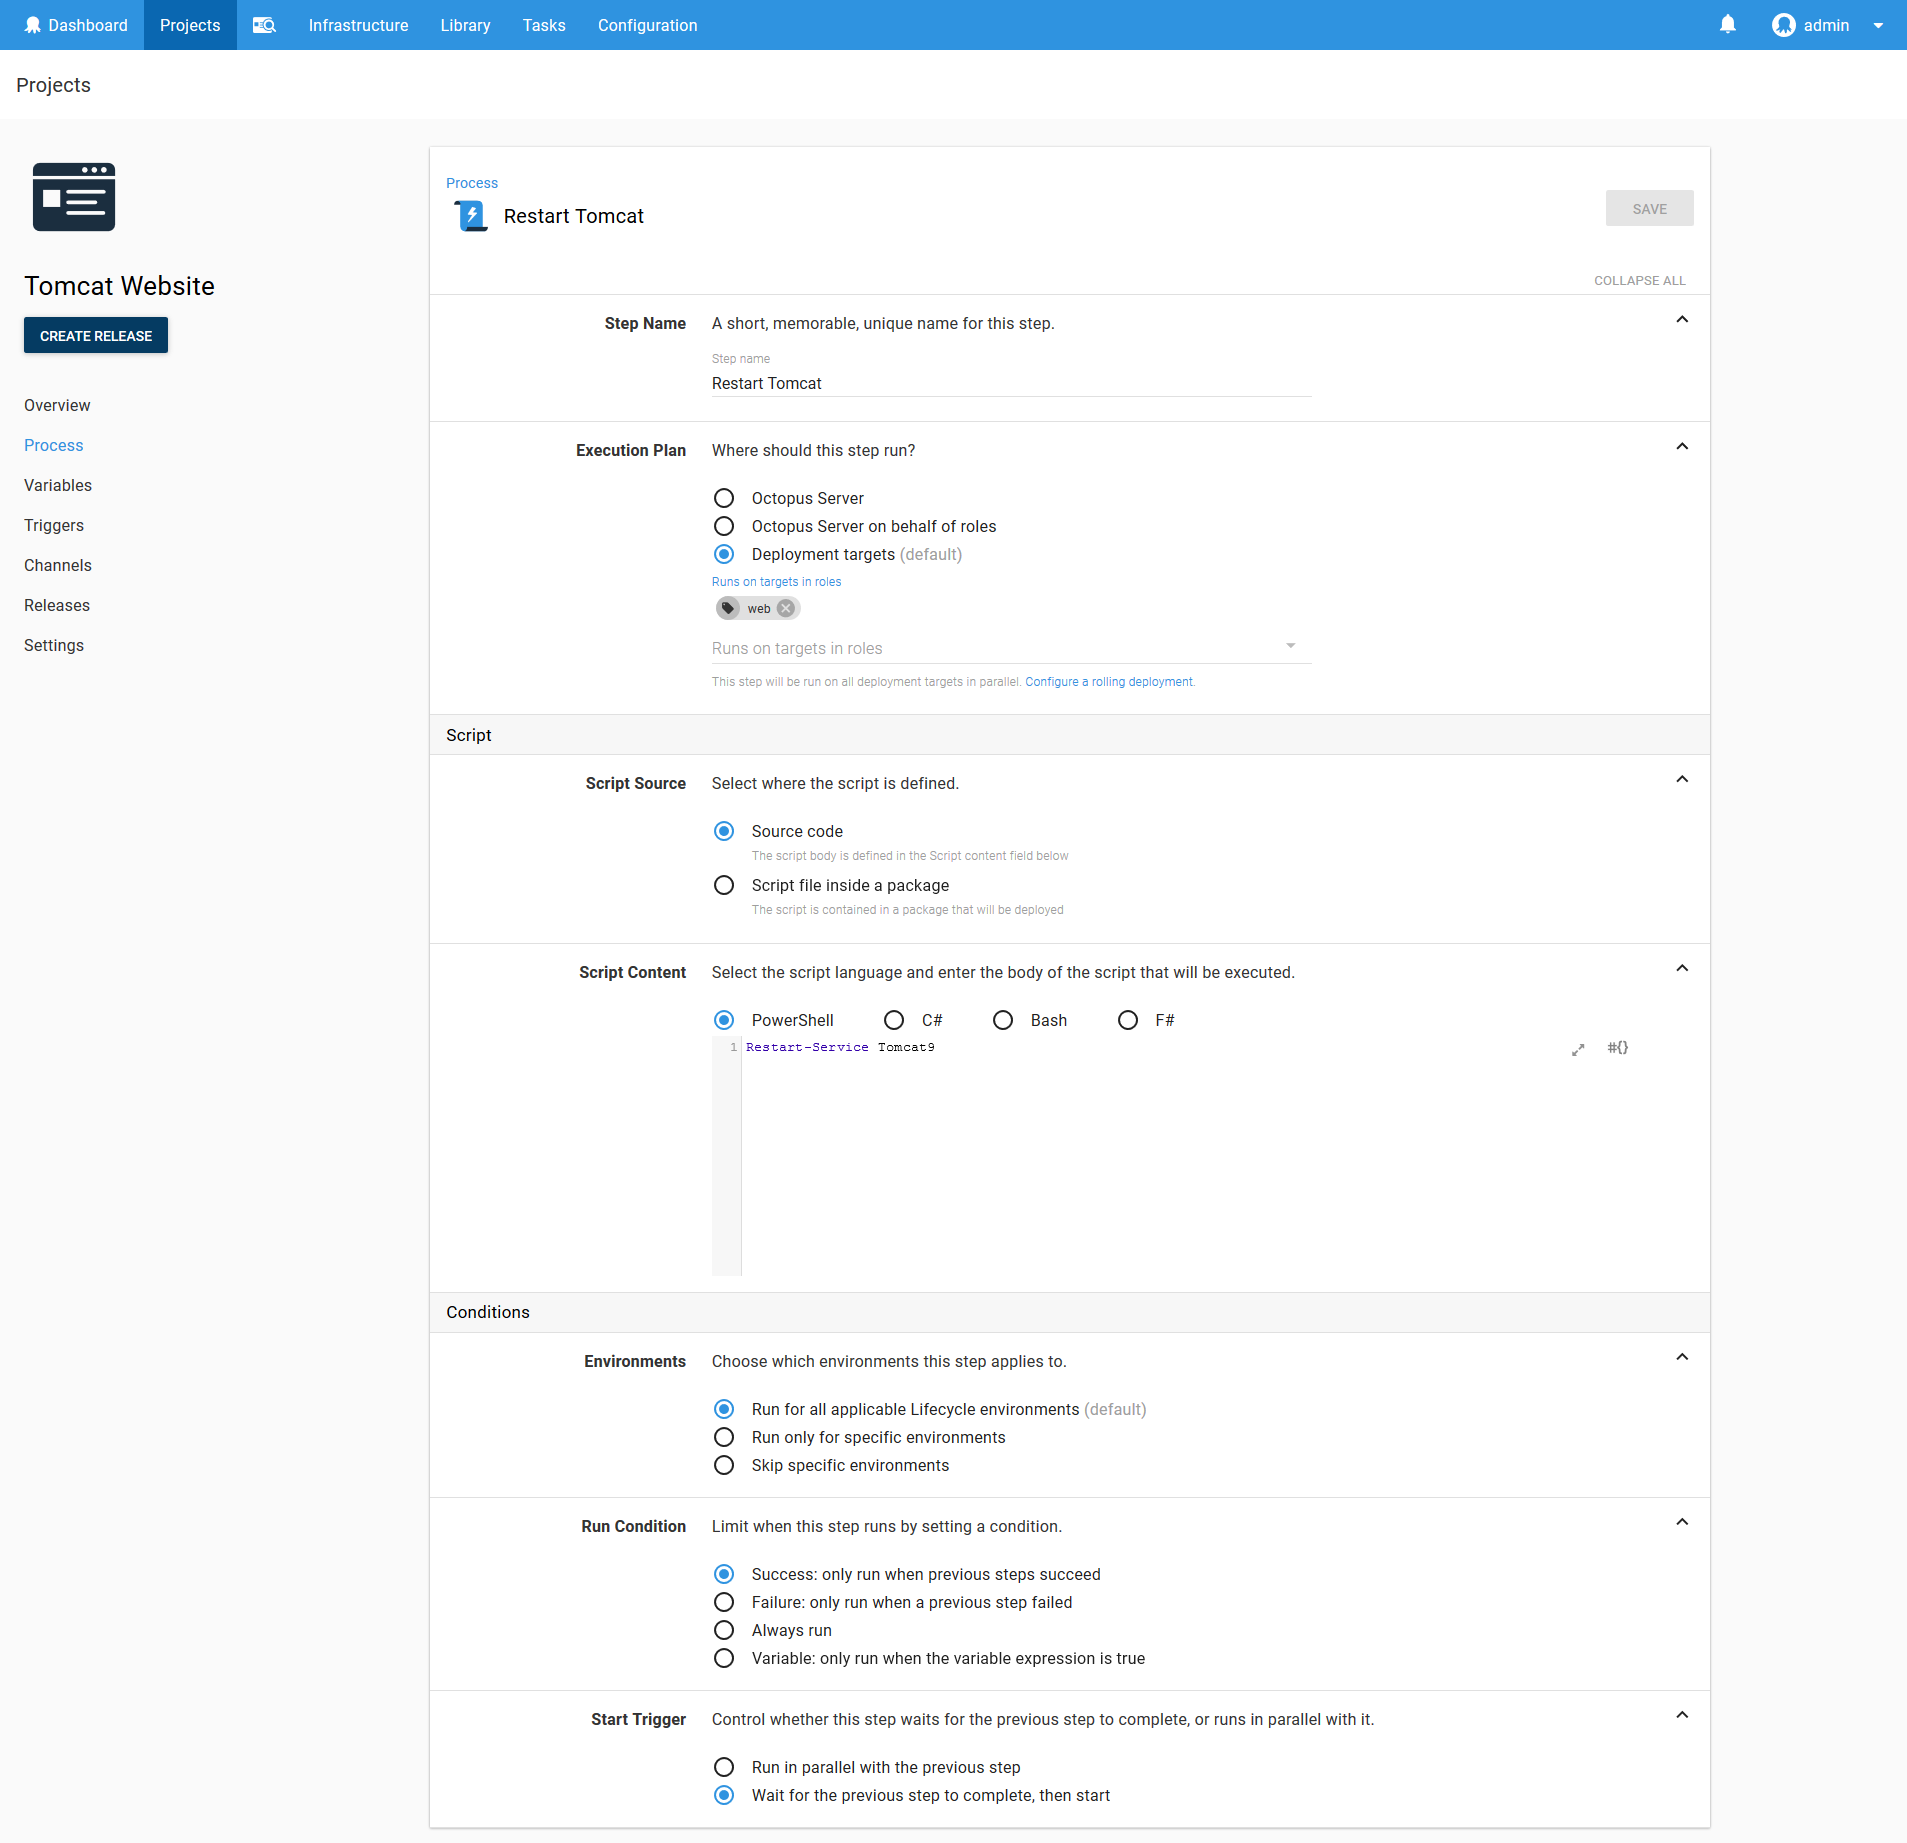 Dashboard Projects Infrastructure Library Tasks Configuration admin
Projects
Tomcat Website
CREATE RELEASE
Overview
Process
Variables
Triggers
Channels
Releases
Settings
Process
Restart Tomcat
SAVE
COLLAPSE ALL
Step Name A short, memorable, unique name for this step.
Step name
Restart Tomcat
Execution Plan Where should this step run?
Octopus Server
Octopus Server on behalf of roles
Deployment targets (default)
Runs on targets in roles
web
Runs on targets in roles
This step will be run on all deployment targets in parallel. Configure a rolling deployment.
Script
Script Source Select where the script is defined.
Source code
The script body is defined in the Script content field below
Script file inside a package
The script is contained in a package that will be deployed
Script Content Select the script language and enter the body of the script that will be executed.
PowerShell C# Bash F#
1 Restart-Service Tomcat9 #{}
Conditions
Environments Choose which environments this step applies to.
Run for all applicable Lifecycle environments (default)
Run only for specific environments
Skip specific environments
Run Condition Limit when this step runs by setting a condition.
Success: only run when previous steps succeed
Failure: only run when a previous step failed
Always run
Variable: only run when the variable expression is true
Start Trigger Control whether this step waits for the previous step to complete, or runs in parallel with it.
Run in parallel with the previous step
Wait for the previous step to complete, then start